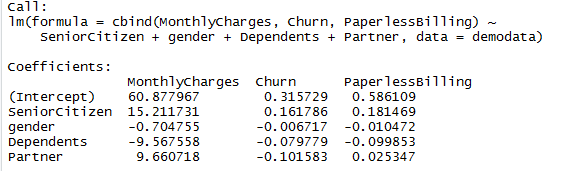 Call:
lm(formula = cbind(MonthlyCharges, Churn, PaperlessBilling) ~
    SeniorCitizen + gender + Dependents + Partner, data = demodata)

Coefficients:
               MonthlyCharges  Churn      PaperlessBilling
(Intercept)    60.877967        0.315729   0.586109
SeniorCitizen  15.211731        0.161786   0.181469
gender         -0.704755       -0.006717  -0.010472
Dependents     -9.567558       -0.079779  -0.099853
Partner         9.660718       -0.101583   0.025347